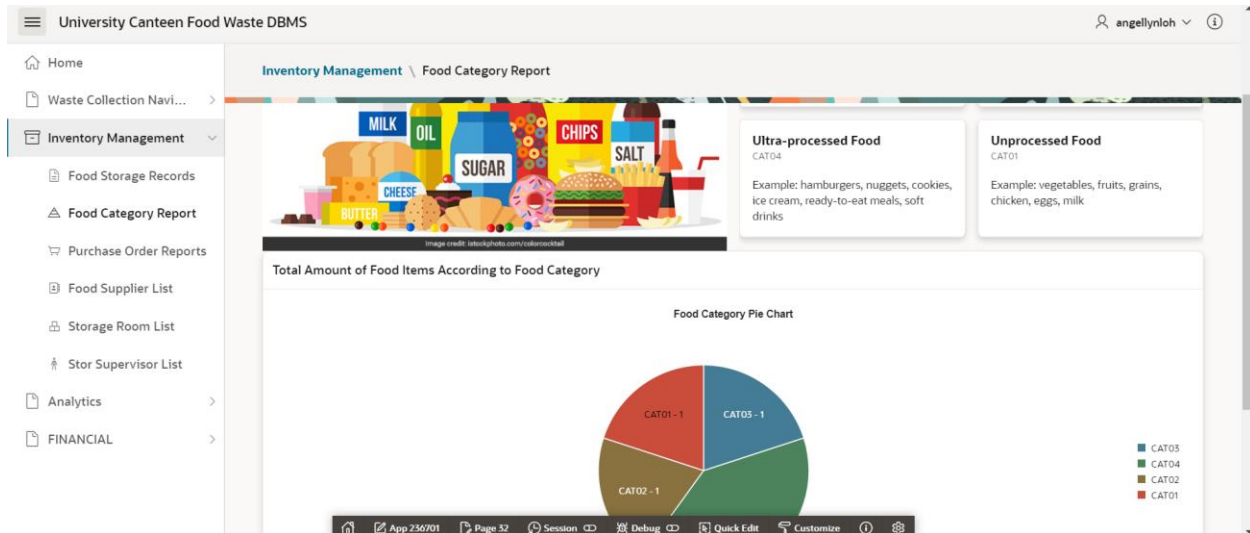 University Canteen Food Waste DBMS
angellynloh
Home
Waste Collection Navi...
Inventory Management
Food Storage Records
Food Category Report
Purchase Order Reports
Food Supplier List
Storage Room List
Stor Supervisor List
Analytics
FINANCIAL
Inventory Management \ Food Category Report
MILK
OIL
SUGAR
CHIPS
SALT
CHEESE
BUTTER
Image credit: istockphoto.com/colorcocktail
Ultra-processed Food
CAT04
Example: hamburgers, nuggets, cookies,
ice cream, ready-to-eat meals, soft
drinks
Unprocessed Food
CAT01
Example: vegetables, fruits, grains,
chicken, eggs, milk
Total Amount of Food Items According to Food Category
Food Category Pie Chart
CAT01 - 1
CAT03 - 1
CAT02 - 1
CAT03
CAT04
CAT02
CAT01
App 236701 Page 32 Session Debug Quick Edit Customize